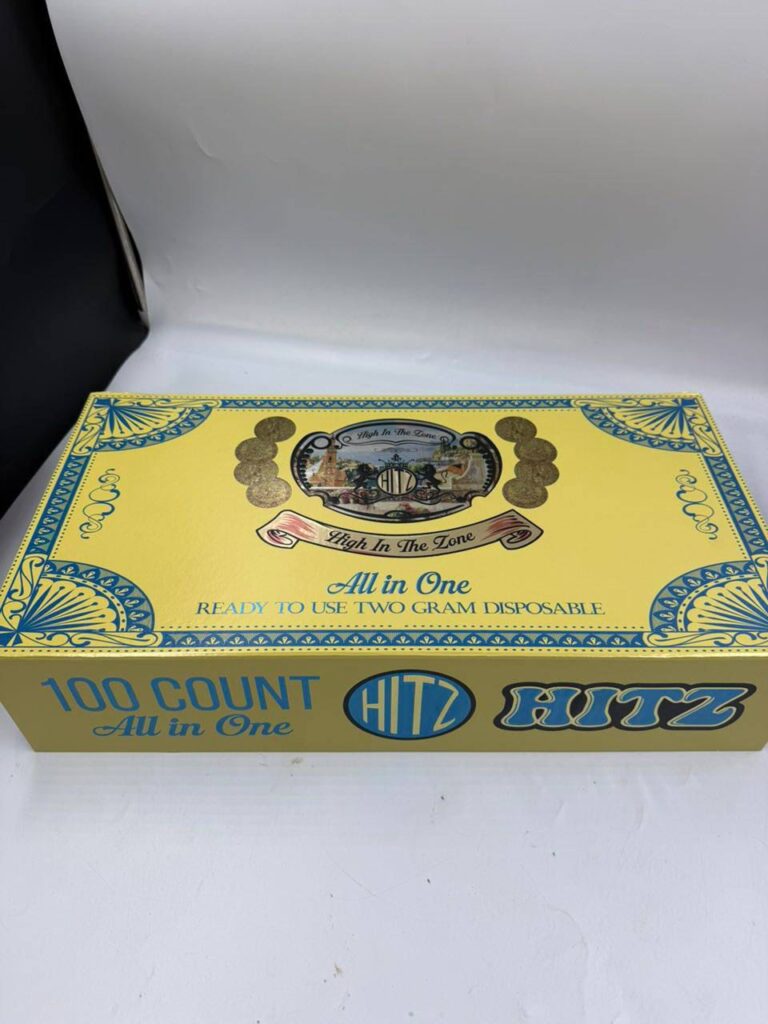 High In The Zone
HITZ
High In The Zone
All in One
READY TO USE TWO GRAM DISPOSABLE
100 COUNT
All in One
HITZ
HITZ